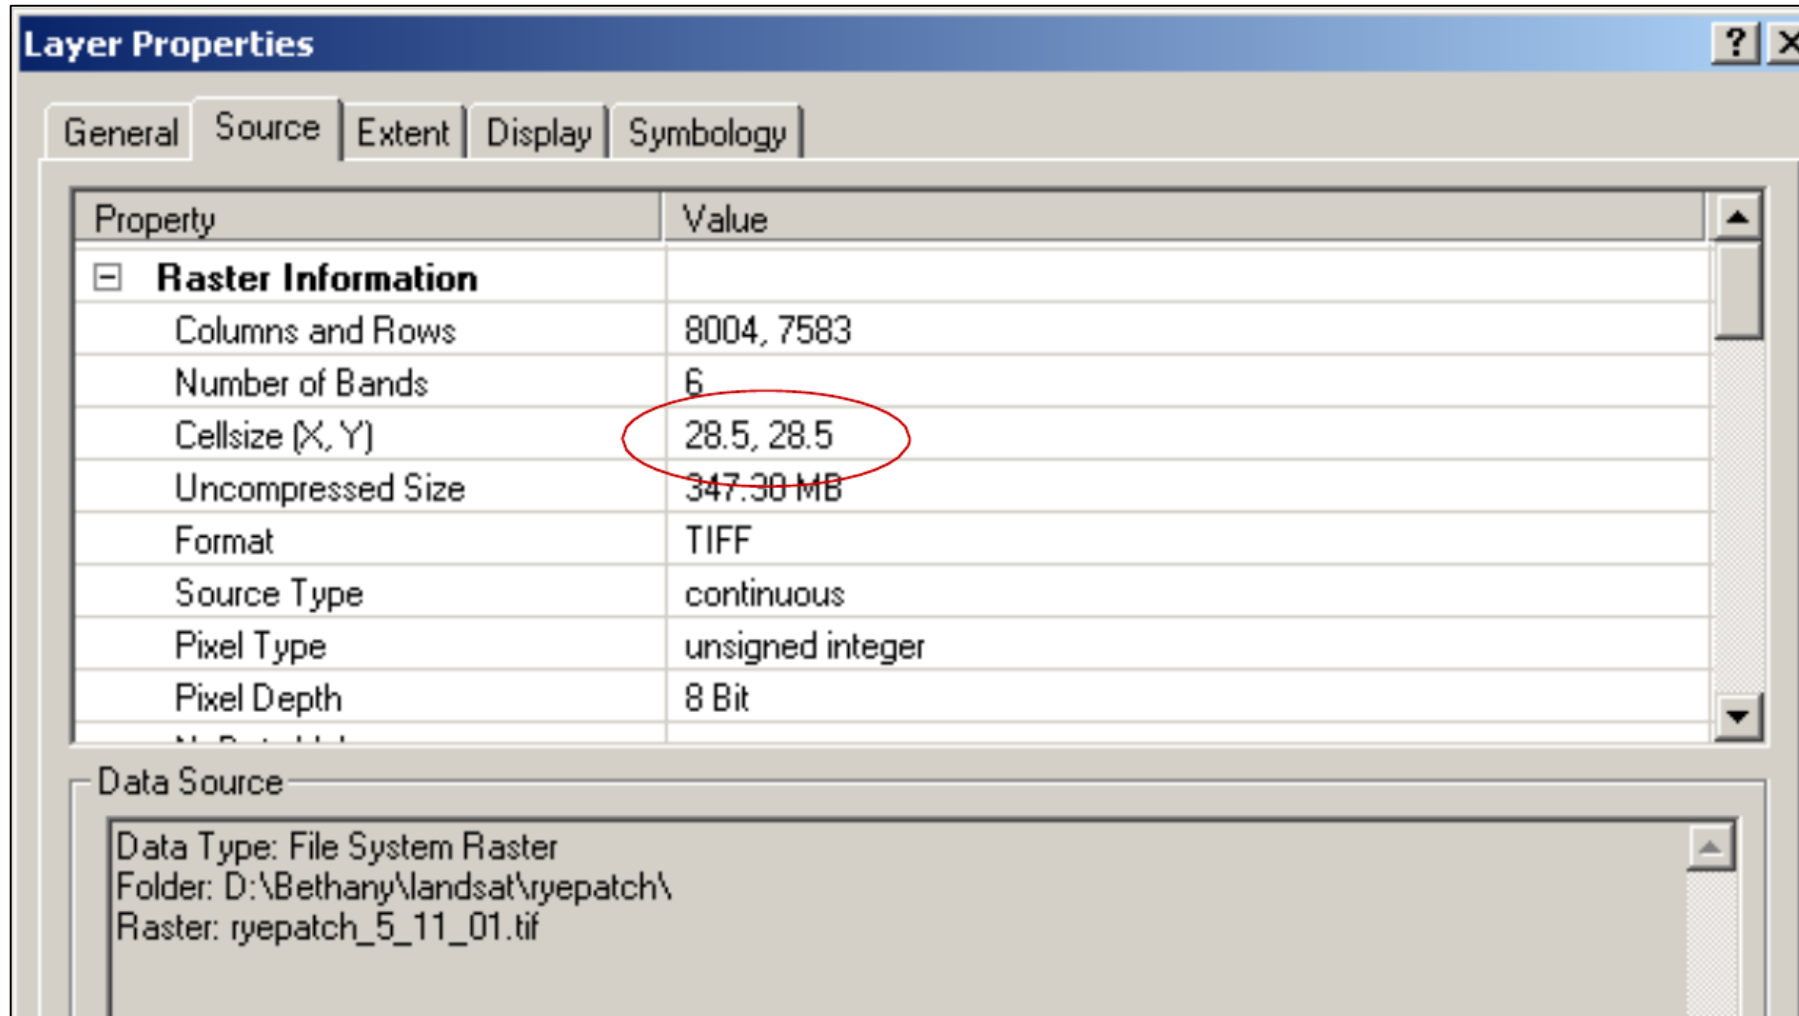 Layer Properties
General Source Extent Display Symbology
Property Value
Raster Information
Columns and Rows 8004, 7583
Number of Bands 6
Cellsize (X, Y) 28.5, 28.5
Uncompressed Size 347.30 MB
Format TIFF
Source Type continuous
Pixel Type unsigned integer
Pixel Depth 8 Bit
Data Source
Data Type: File System Raster
Folder: D:\Bethany\landsat\ryepatch\
Raster: ryepatch_5_11_01.tif